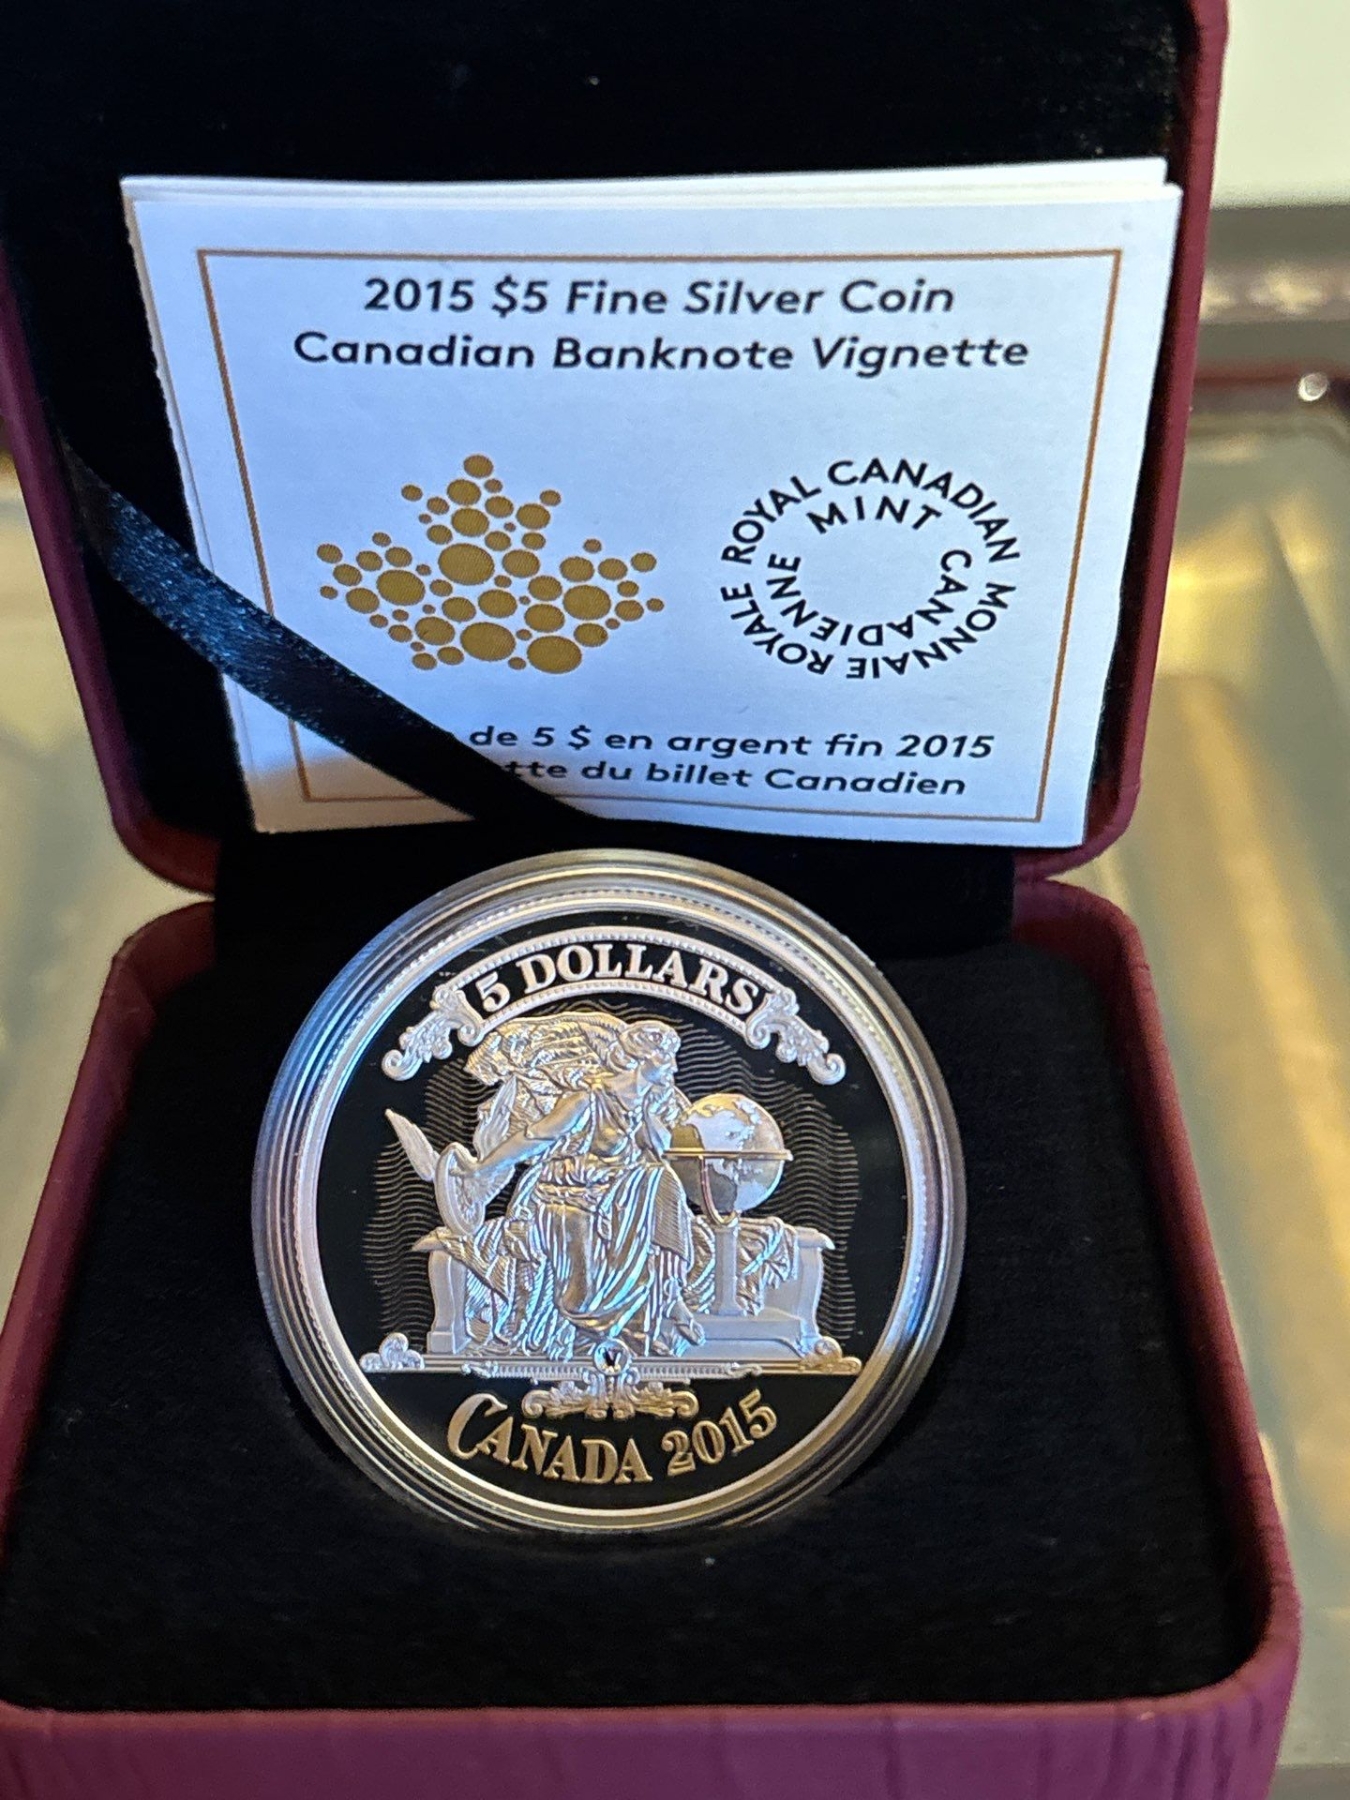 2015 $5 Fine Silver Coin
Canadian Banknote Vignette
ROYAL CANADIAN
MINT
MONNAIE ROYALE
CANADIENNE
de 5 $ en argent fin 2015
du billet Canadien
5 DOLLARS
CANADA 2015